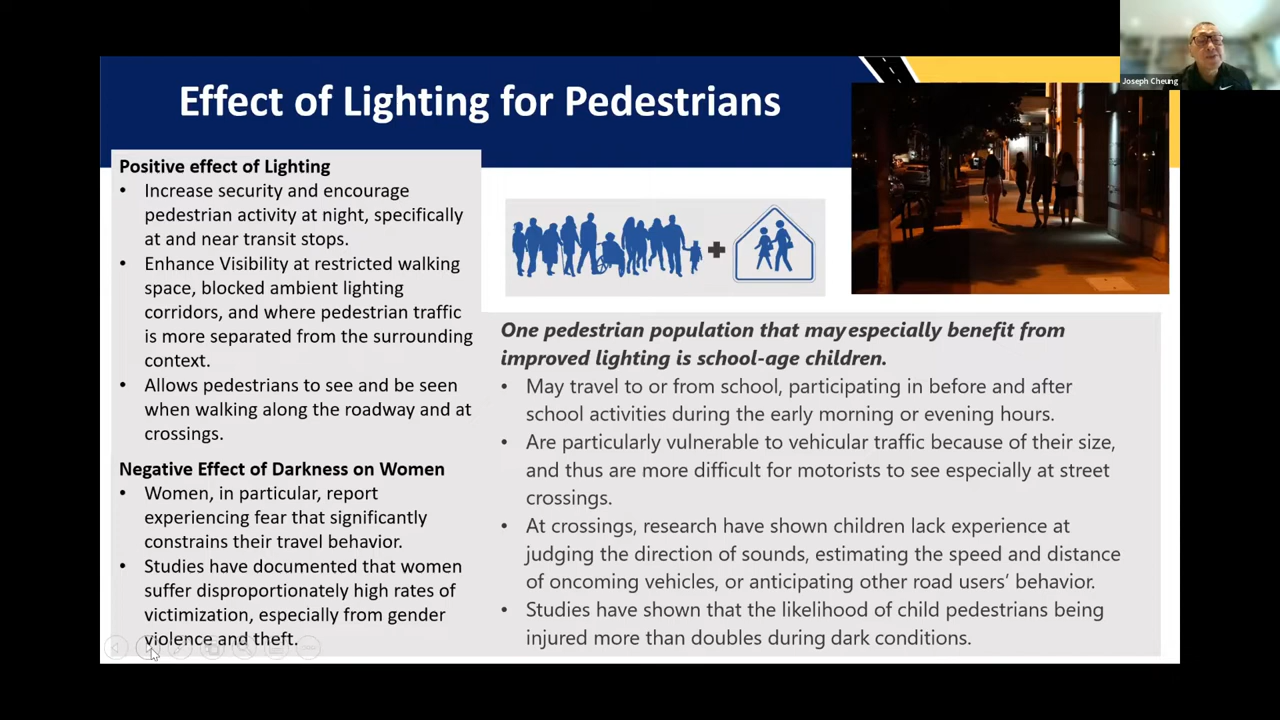 Joseph Cheung
Effect of Lighting for Pedestrians
Positive effect of Lighting
• Increase security and encourage
pedestrian activity at night, specifically
at and near transit stops.
• Enhance Visibility at restricted walking
space, blocked ambient lighting
corridors, and where pedestrian traffic
is more separated from the surrounding
context.
• Allows pedestrians to see and be seen
when walking along the roadway and at
crossings.
Negative Effect of Darkness on Women
• Women, in particular, report
experiencing fear that significantly
constrains their travel behavior.
• Studies have documented that women
suffer disproportionately high rates of
victimization, especially from gender
violence and theft.
One pedestrian population that may especially benefit from
improved lighting is school-age children.
• May travel to or from school, participating in before and after
school activities during the early morning or evening hours.
• Are particularly vulnerable to vehicular traffic because of their size,
and thus are more difficult for motorists to see especially at street
crossings.
• At crossings, research have shown children lack experience at
judging the direction of sounds, estimating the speed and distance
of oncoming vehicles, or anticipating other road users’ behavior.
• Studies have shown that the likelihood of child pedestrians being
injured more than doubles during dark conditions.